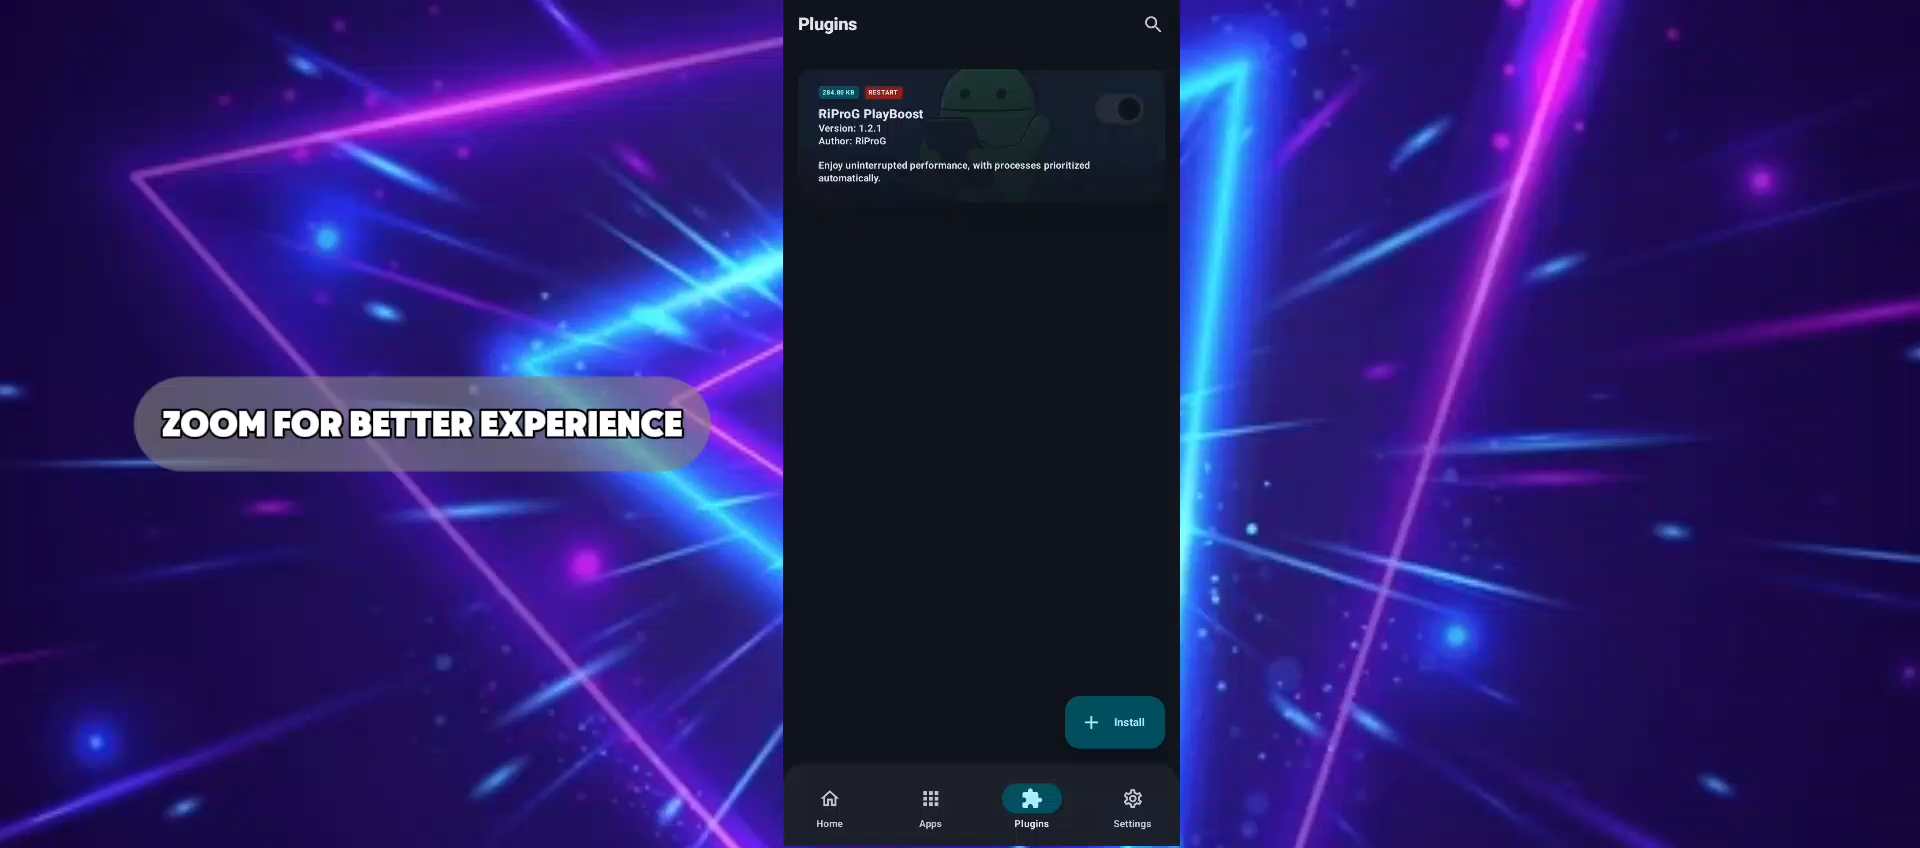 Plugins
284.80 KB RESTART
RiProG PlayBoost
Version: 1.2.1
Author: RiProG
Enjoy uninterrupted performance, with processes prioritized
automatically.
ZOOM FOR BETTER EXPERIENCE
Install
Home Apps Plugins Settings